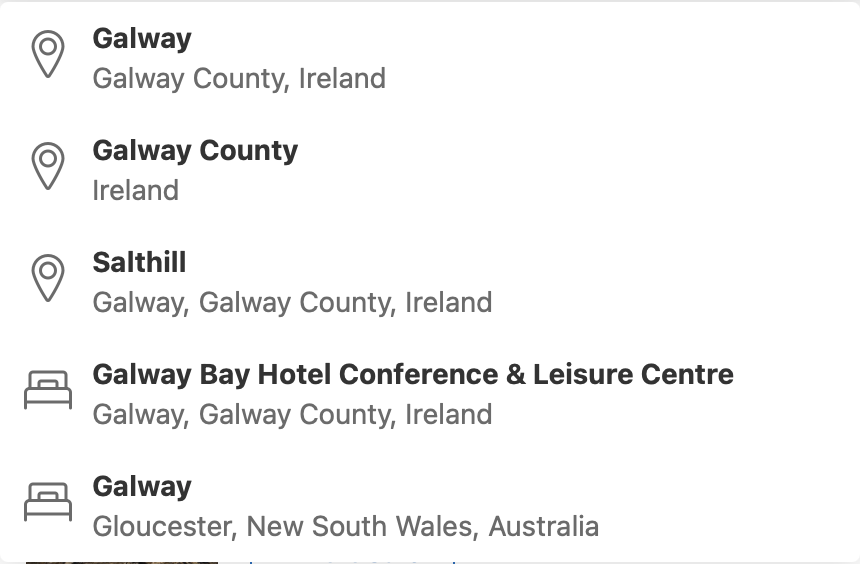 Galway
Galway County, Ireland
Galway County
Ireland
Salthill
Galway, Galway County, Ireland
Galway Bay Hotel Conference & Leisure Centre
Galway, Galway County, Ireland
Galway
Gloucester, New South Wales, Australia